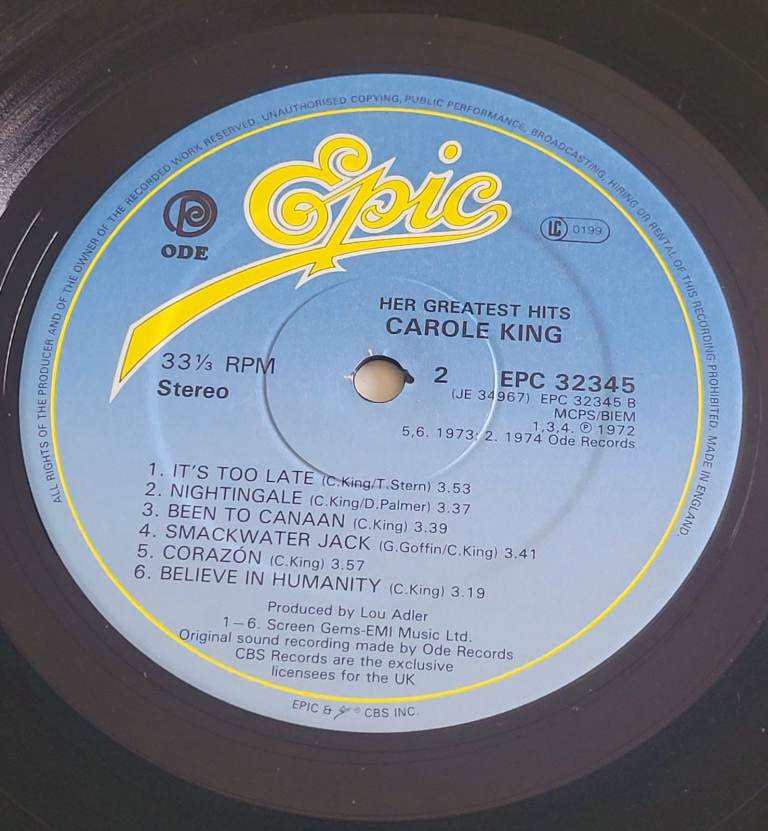 ALL RIGHTS OF THE PRODUCER AND OF THE OWNER OF THE RECORDED WORK RESERVED. UNAUTHORISED COPYING, PUBLIC PERFORMANCE, BROADCASTING, HIRING OR RENTAL OF THIS RECORDING PROHIBITED. MADE IN ENGLAND.
Epic
ODE
LC 0199
HER GREATEST HITS
CAROLE KING
33⅓ RPM
Stereo
2 EPC 32345
(JE 34967) EPC 32345 B
MCPS/BIEM
1,3,4. ℗ 1972
5,6. 1973; 2. 1974 Ode Records
1. IT'S TOO LATE (C.King/T.Stern) 3.53
2. NIGHTINGALE (C.King/D.Palmer) 3.37
3. BEEN TO CANAAN (C.King) 3.39
4. SMACKWATER JACK (G.Goffin/C.King) 3.41
5. CORAZÓN (C.King) 3.57
6. BELIEVE IN HUMANITY (C.King) 3.19
Produced by Lou Adler
1—6. Screen Gems-EMI Music Ltd.
Original sound recording made by Ode Records
CBS Records are the exclusive
licensees for the UK
EPIC & CBS INC.